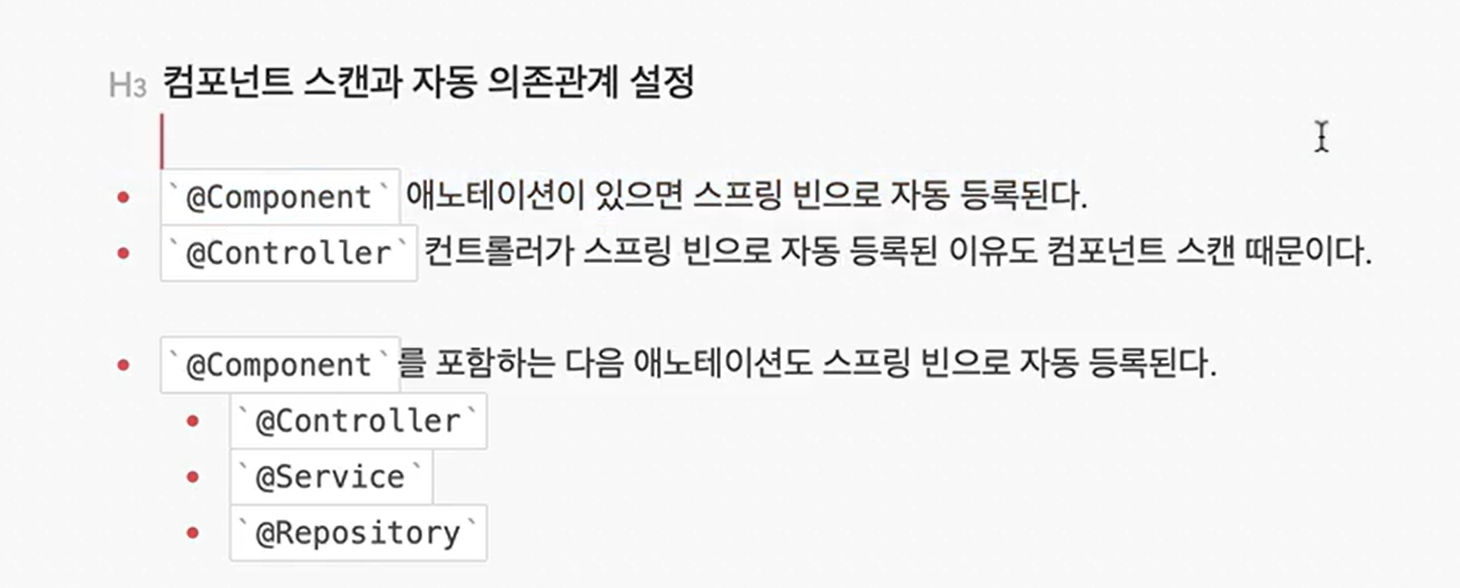 H3 컴포넌트 스캔과 자동 의존관계 설정
`@Component` 애노테이션이 있으면 스프링 빈으로 자동 등록된다.
`@Controller` 컨트롤러가 스프링 빈으로 자동 등록된 이유도 컴포넌트 스캔 때문이다.
`@Component`를 포함하는 다음 애노테이션도 스프링 빈으로 자동 등록된다.
`@Controller`
`@Service`
`@Repository`